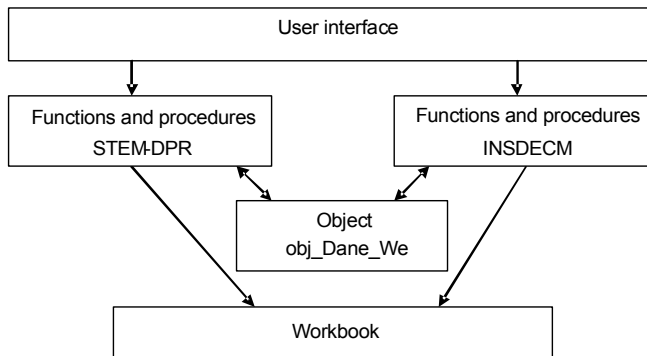 User interface
Functions and procedures
STEM-DPR
Functions and procedures
INSDECM
Object
obj_Dane_We
Workbook